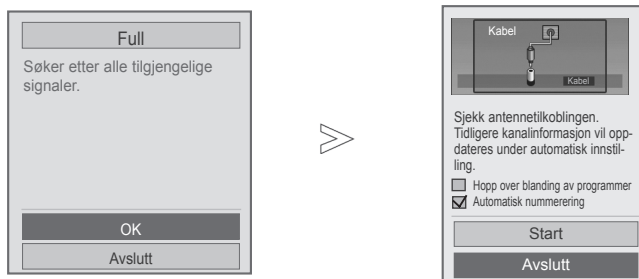 Full
Søker etter alle tilgjengelige
signaler.
OK
Avslutt
Kabel
Kabel
Sjekk antennetilkoblingen.
Tidligere kanalinformasjon vil opp-
dateres under automatisk innstil-
ling.
Hopp over blanding av programmer
Automatisk nummerering
Start
Avslutt